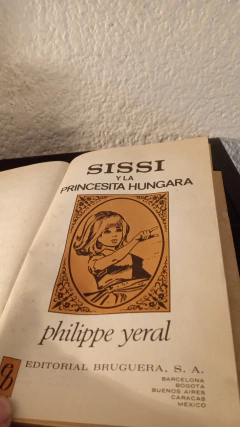 SISSI
Y LA
PRINCESITA HUNGARA
philippe yeral
EDITORIAL BRUGUERA, S. A.
BARCELONA
BOGOTA
BUENOS AIRES
CARACAS
MEXICO